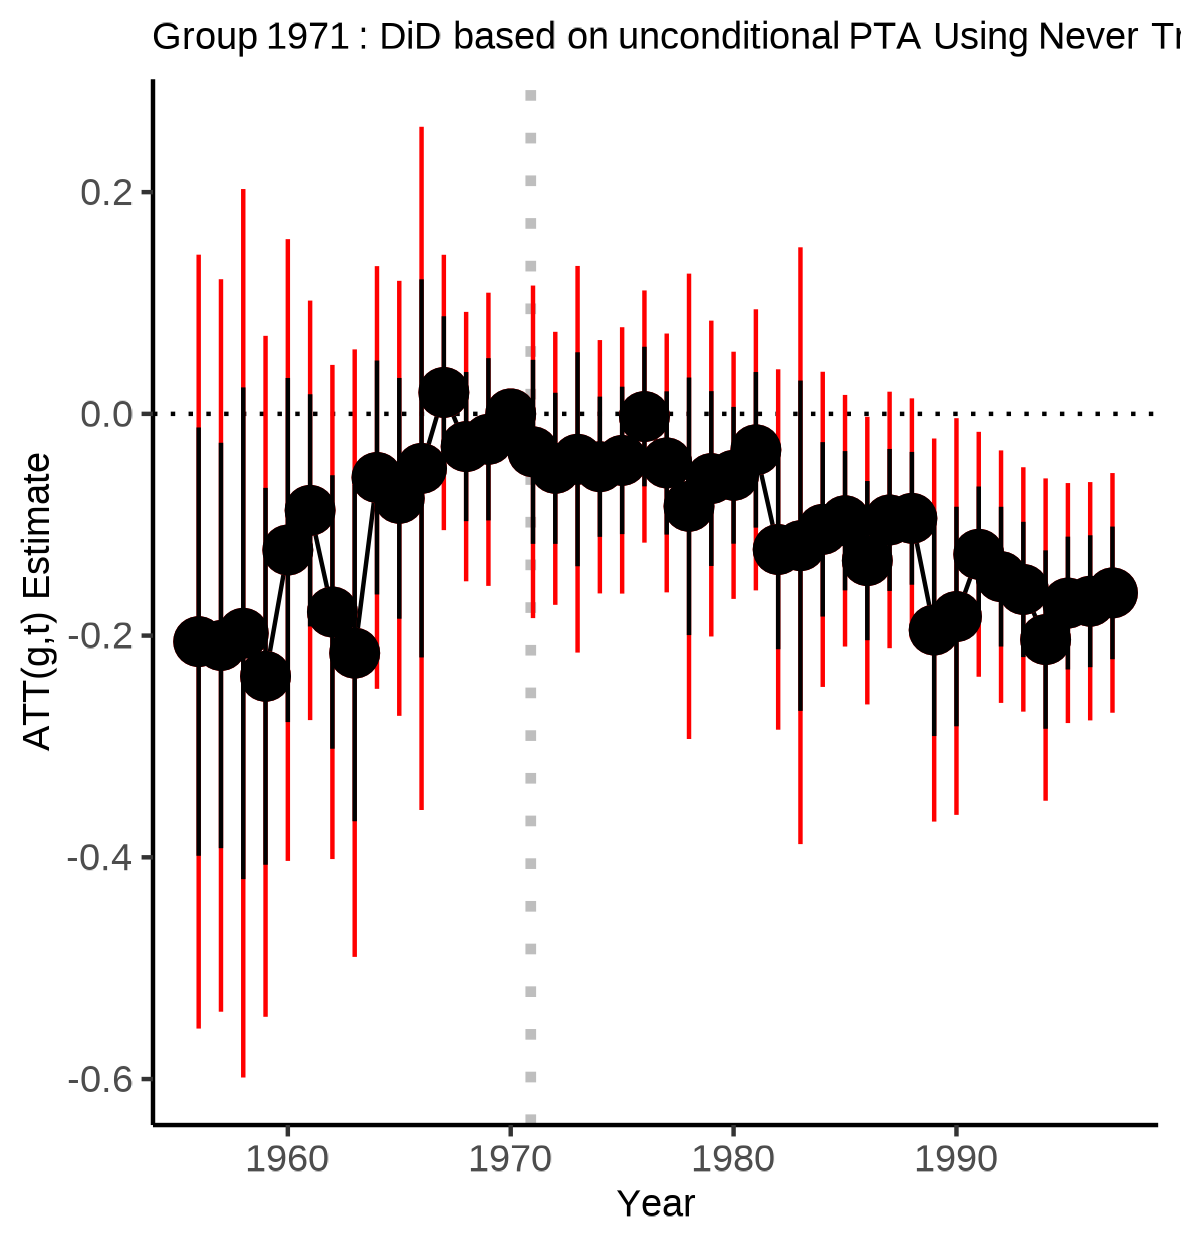 Group 1971 : DiD based on unconditional PTA Using Never Tr
0.2
0.0
-0.2
-0.4
-0.6
ATT(g,t) Estimate
1960 1970 1980 1990
Year